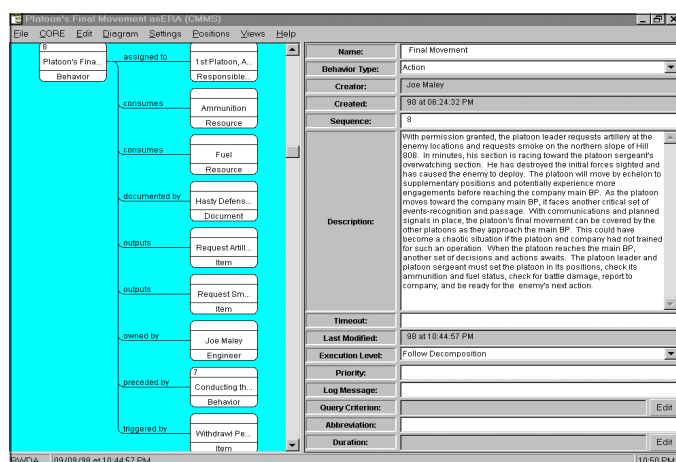 Platoon's Final Movement asERA (CMMS)
File CORE Edit Diagram Settings Positions Views Help
8
Platoon's Fina...
Behavior
assigned to
1st Platoon, A...
Responsible...
consumes
Ammunition
Resource
consumes
Fuel
Resource
documented by
Hasty Defens...
Document
outputs
Request Artill...
Item
outputs
Request Sm...
Item
owned by
Joe Maley
Engineer
preceded by
7
Conducting th...
Behavior
triggered by
Withdrawl Pe...
Item
Name: Final Movement
Behavior Type: Action
Creator: Joe Maley
Created: 98 at 06:24:32 PM
Sequence: 8
Description:
With permission granted, the platoon leader requests artillery at the
enemy locations and requests smoke on the northern slope of Hill
808. In minutes, his section is racing toward the platoon sergeant's
overwatching section. He has destroyed the initial forces sighted and
has caused the enemy to deploy. The platoon will move by echelon to
supplementary positions and potentially experience more
engagements before reaching the company main BP. As the platoon
moves toward the company main BP, it faces another critical set of
events-recognition and passage. With communications and planned
signals in place, the platoon's final movement can be covered by the
other platoons as they approach the main BP. This could have
become a chaotic situation if the platoon and company had not trained
for such an operation. When the platoon reaches the main BP,
another set of decisions and actions awaits. The platoon leader and
platoon sergeant must set the platoon in its positions, check its
ammunition and fuel status, check for battle damage, report to
company, and be ready for the enemy's next action.
Timeout:
Last Modified: 98 at 10:44:57 PM
Execution Level: Follow Decomposition
Priority:
Log Message:
Query Criterion: Edit
Abbreviation:
Duration: Edit
RWDA 09/09/98 at 10:44:57 PM 10:50 PM